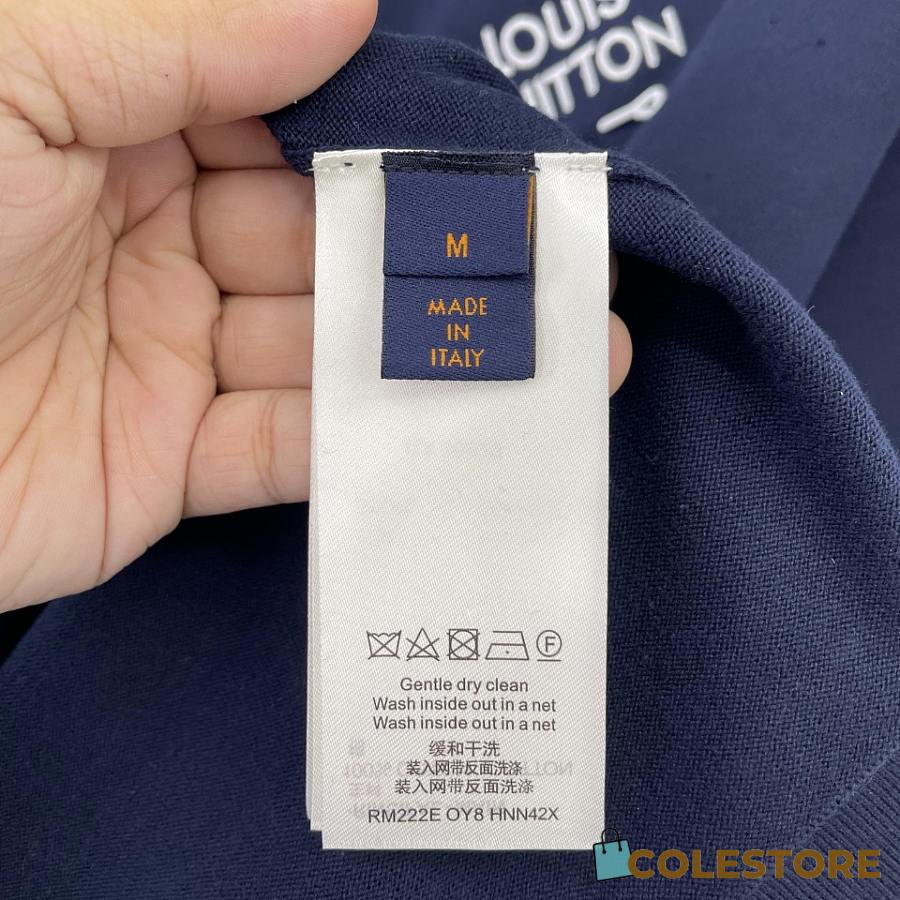 LOUIS
VUITTON
M
MADE
IN
ITALY
F
Gentle dry clean
Wash inside out in a net
Wash inside out in a net
缓和干洗
装入网带反面洗涤
装入网带反面洗涤
RM222E OY8 HNN42X
COLESTORE